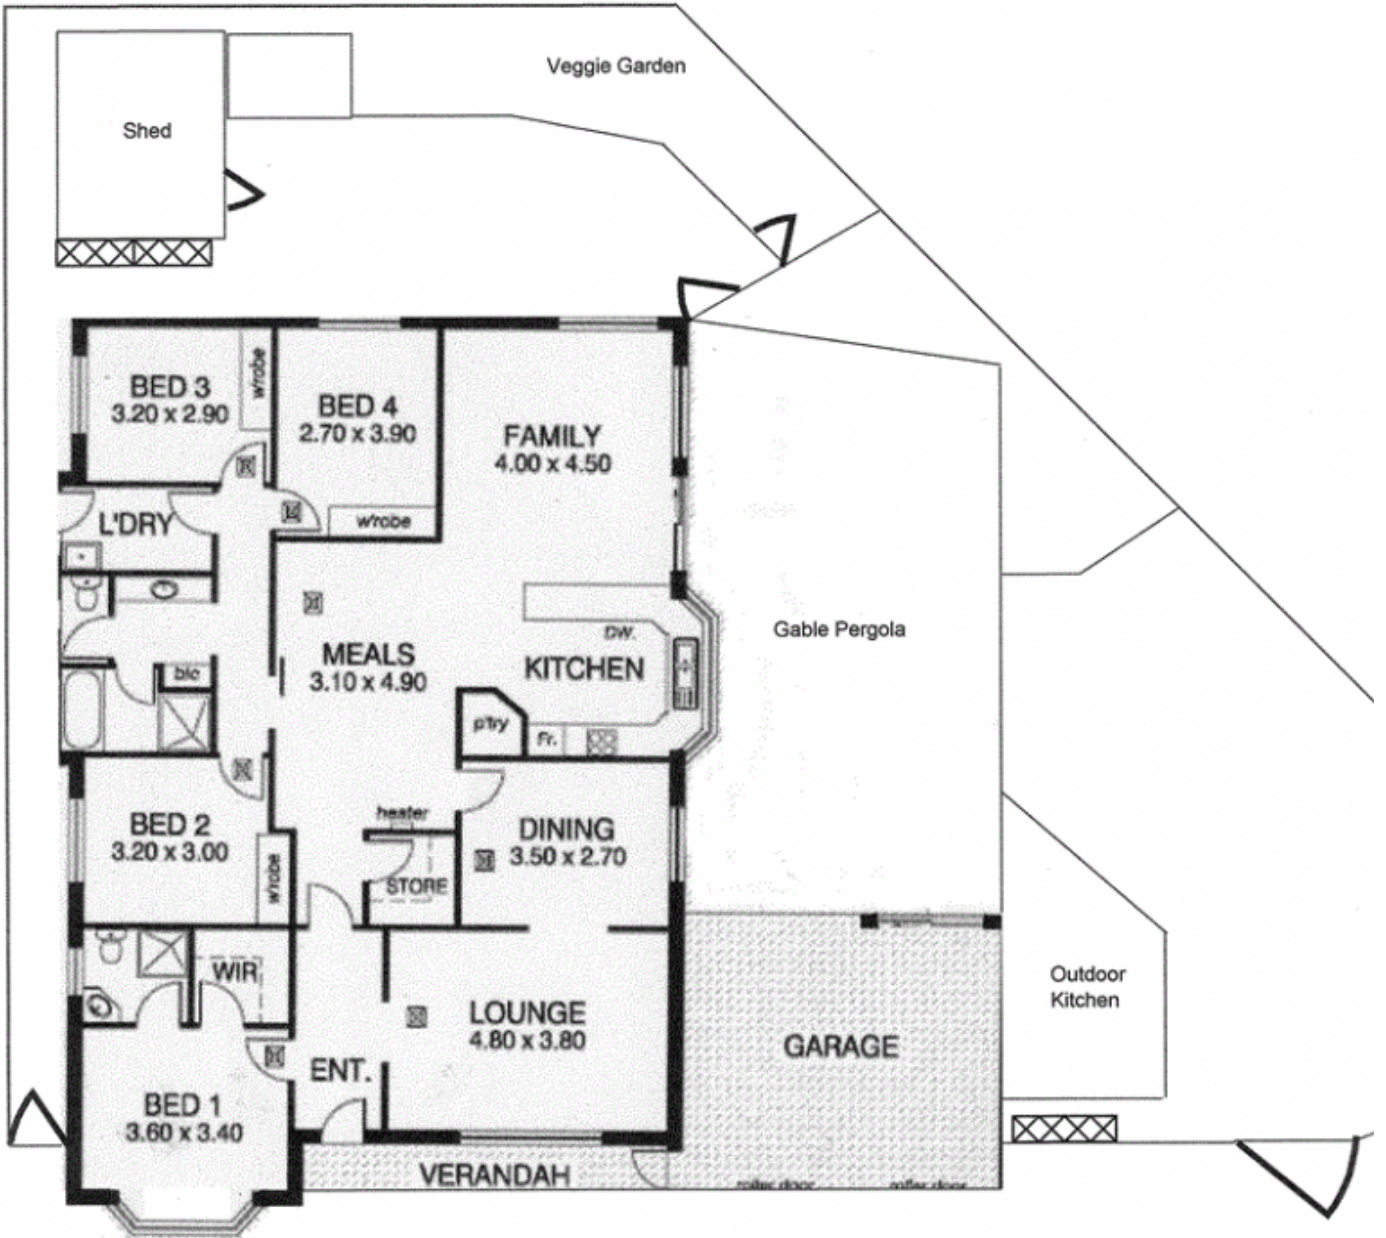 Veggie Garden
Shed
BED 3
3.20 x 2.90
w'robe
BED 4
2.70 x 3.90
w'robe
FAMILY
4.00 x 4.50
L'DRY
MEALS
3.10 x 4.90
DW.
KITCHEN
p'try
Fr.
Gable Pergola
BED 2
3.20 x 3.00
w'robe
heater
STORE
DINING
3.50 x 2.70
WIR
LOUNGE
4.80 x 3.80
GARAGE
Outdoor
Kitchen
ENT.
BED 1
3.60 x 3.40
VERANDAH
roller door
roller door